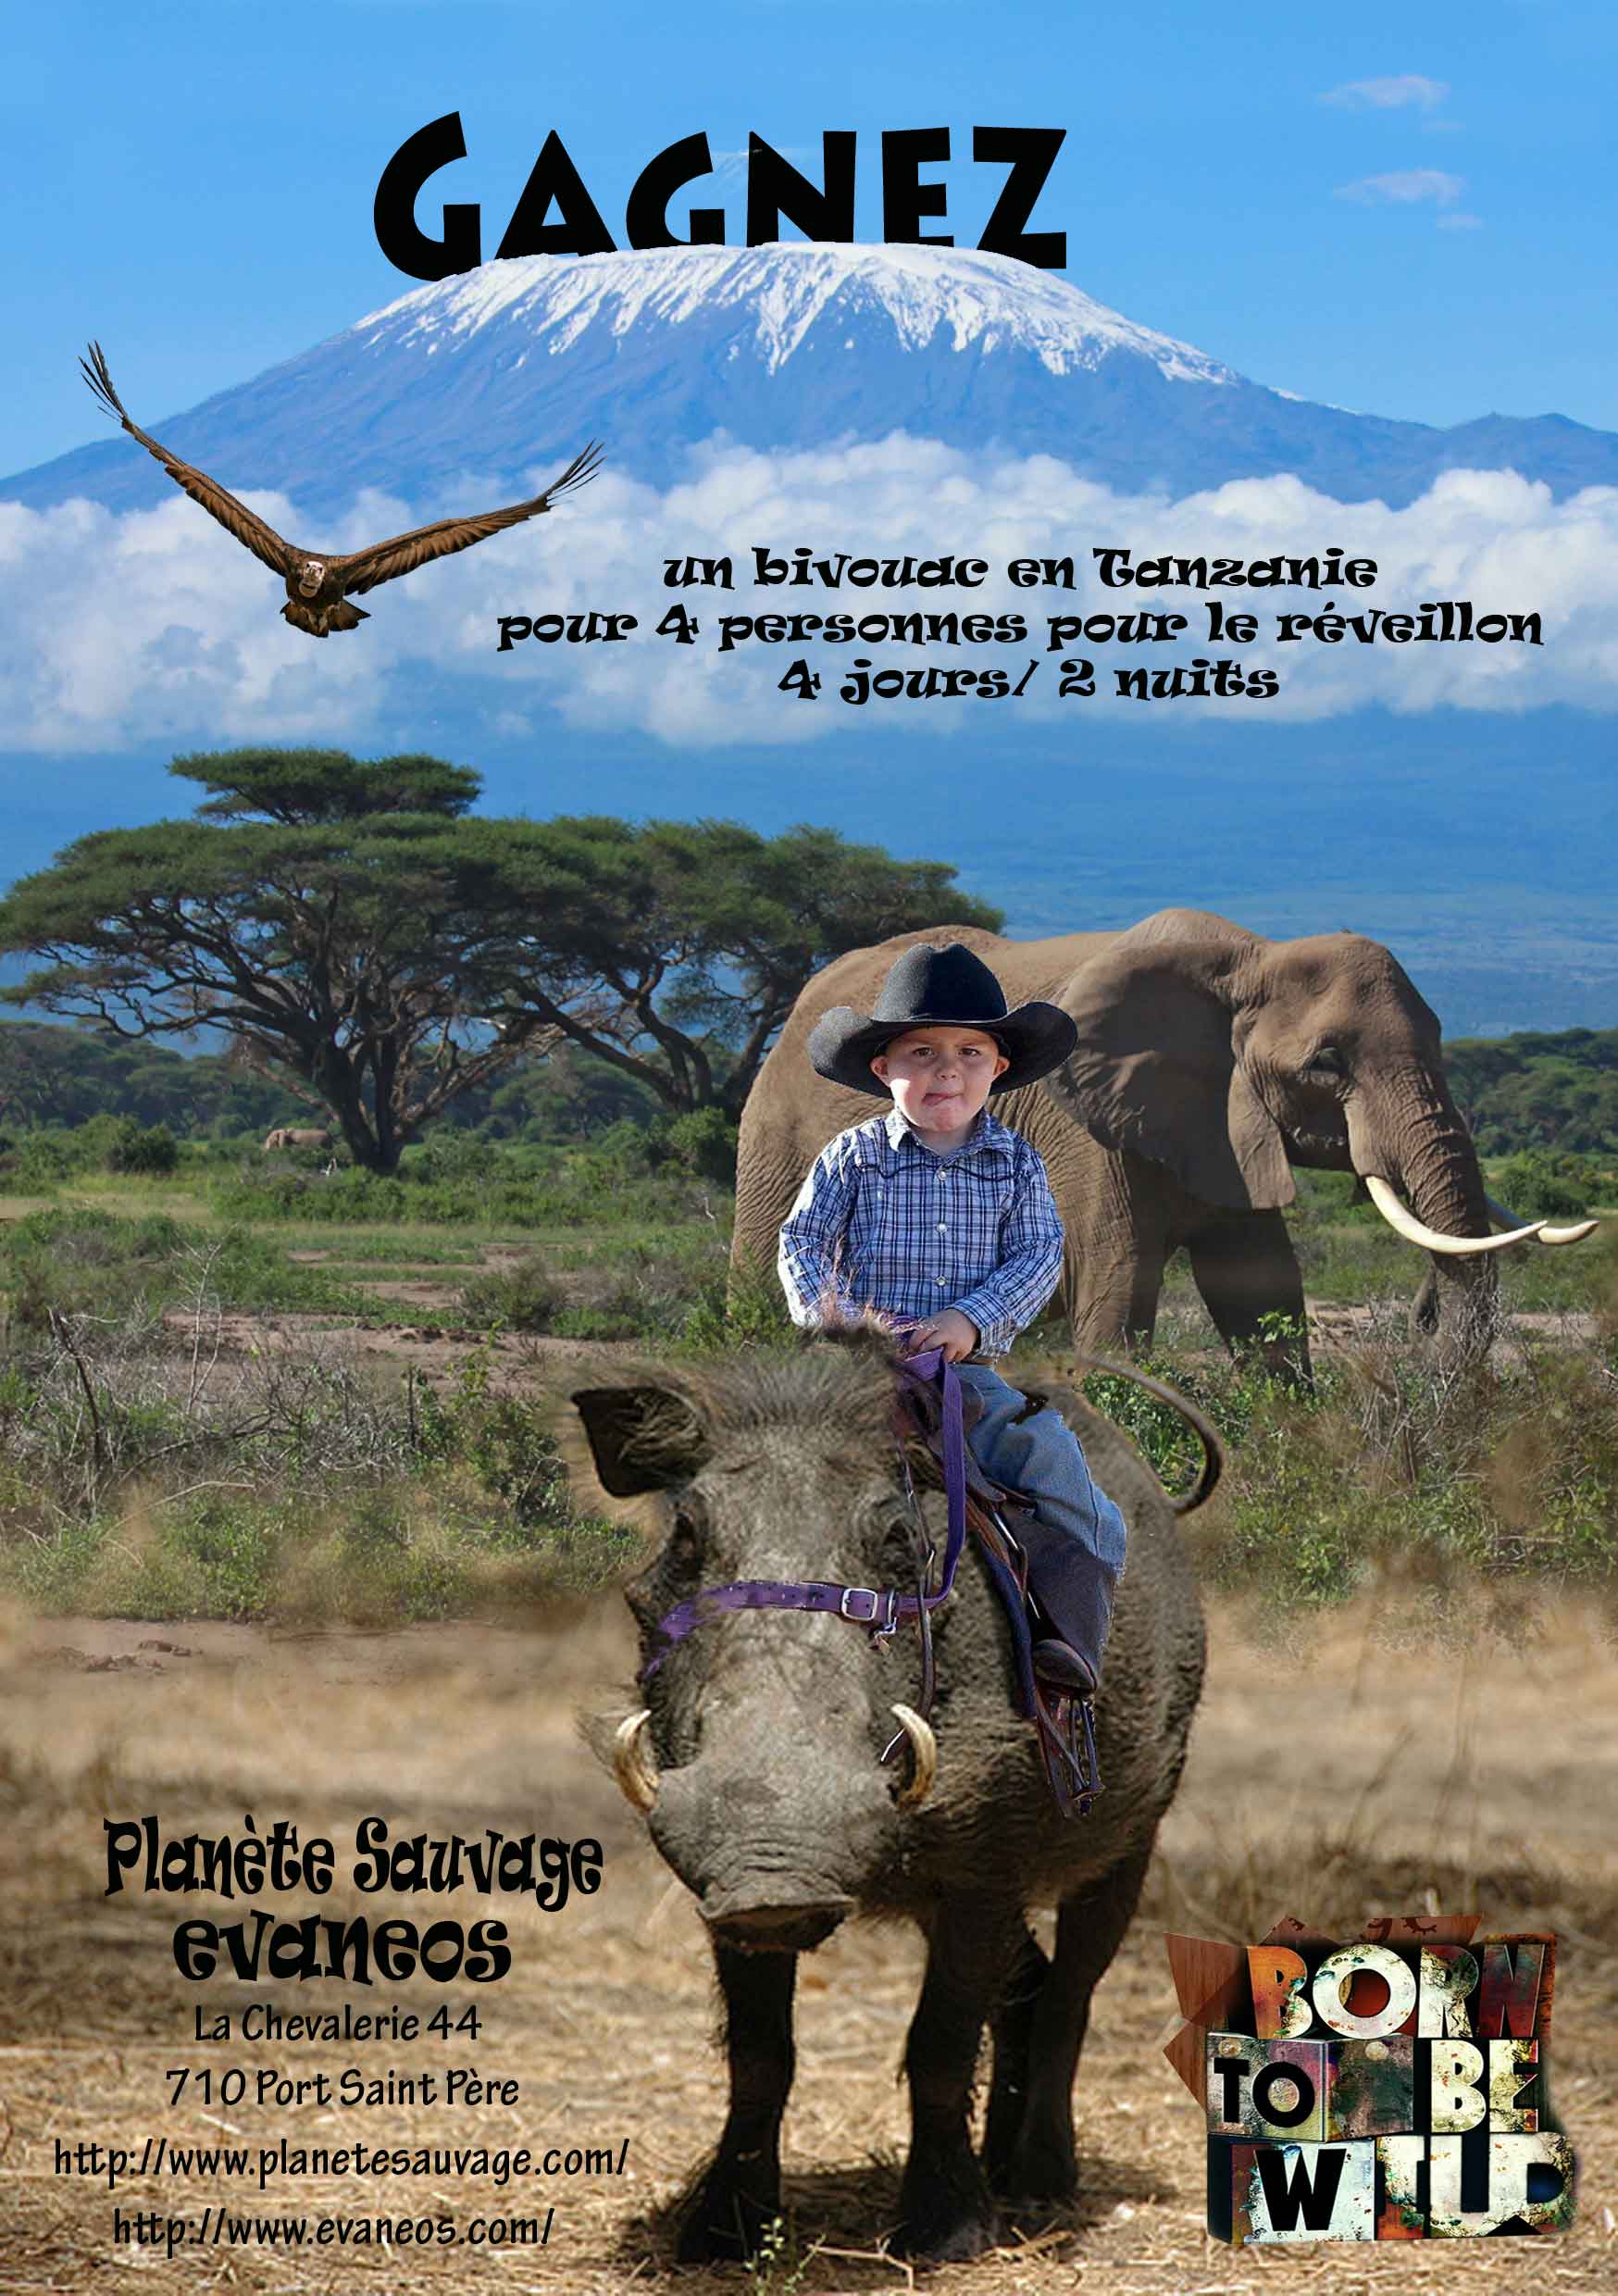 GAGNEZ
un bivouac en Tanzanie
pour 4 personnes pour le réveillon
4 jours/ 2 nuits
Planète Sauvage
evaneos
La Chevalerie 44
710 Port Saint Père
http://www.planetesauvage.com/
http://www.evaneos.com/
BORN
TO BE
WILD